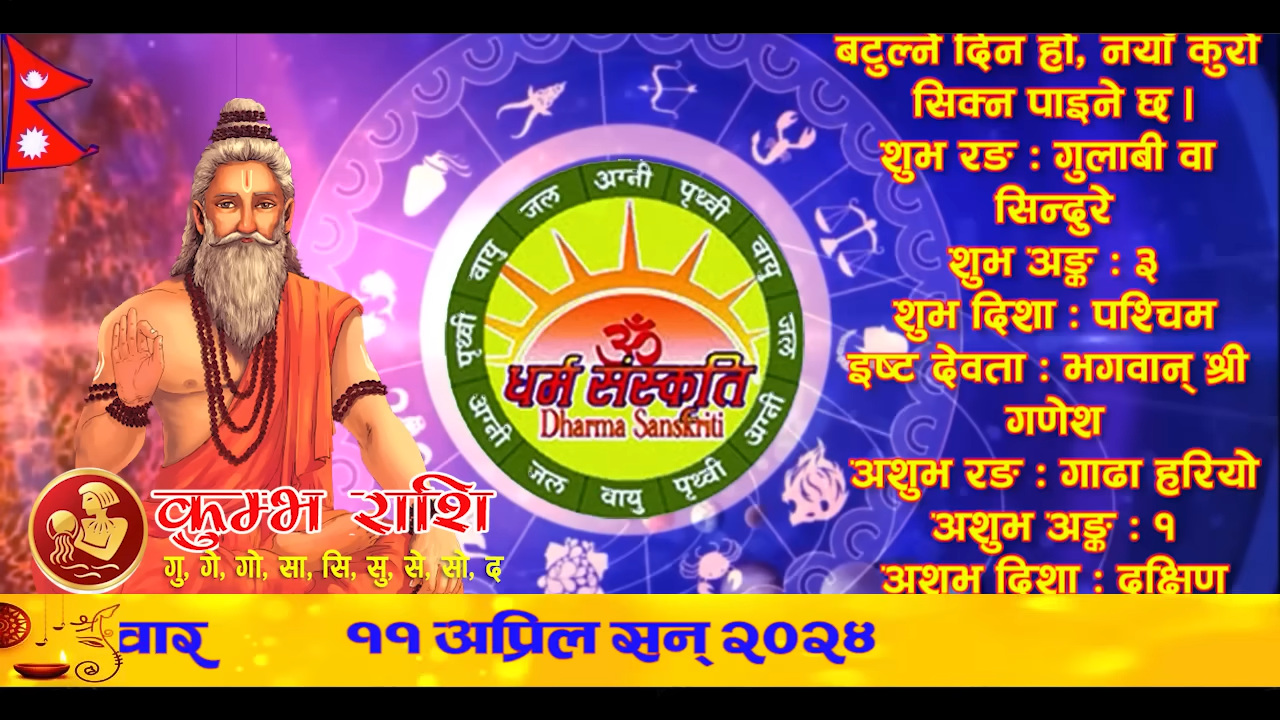 बटुल्ने दिन हो, नयाँ कुरा
सिक्न पाइने छ ।
शुभ रङ : गुलाबी वा
सिन्दुरे
शुभ अङ्क : ३
शुभ दिशा : पश्चिम
इष्ट देवता : भगवान् श्री
गणेश
अशुभ रङ : गाढा हरियो
अशुभ अङ्क : १
अशुभ दिशा : दक्षिण
अग्नी
पृथ्वी
वायु
जल
अग्नी
पृथ्वी
वायु
जल
अग्नी
पृथ्वी
वायु
जल
ॐ
धर्म संस्कृति
Dharma Sanskriti
कुम्भ राशि
गु, गे, गो, सा, सि, सु, से, सो, द
श्री
वार ११ अप्रिल सन् २०२४